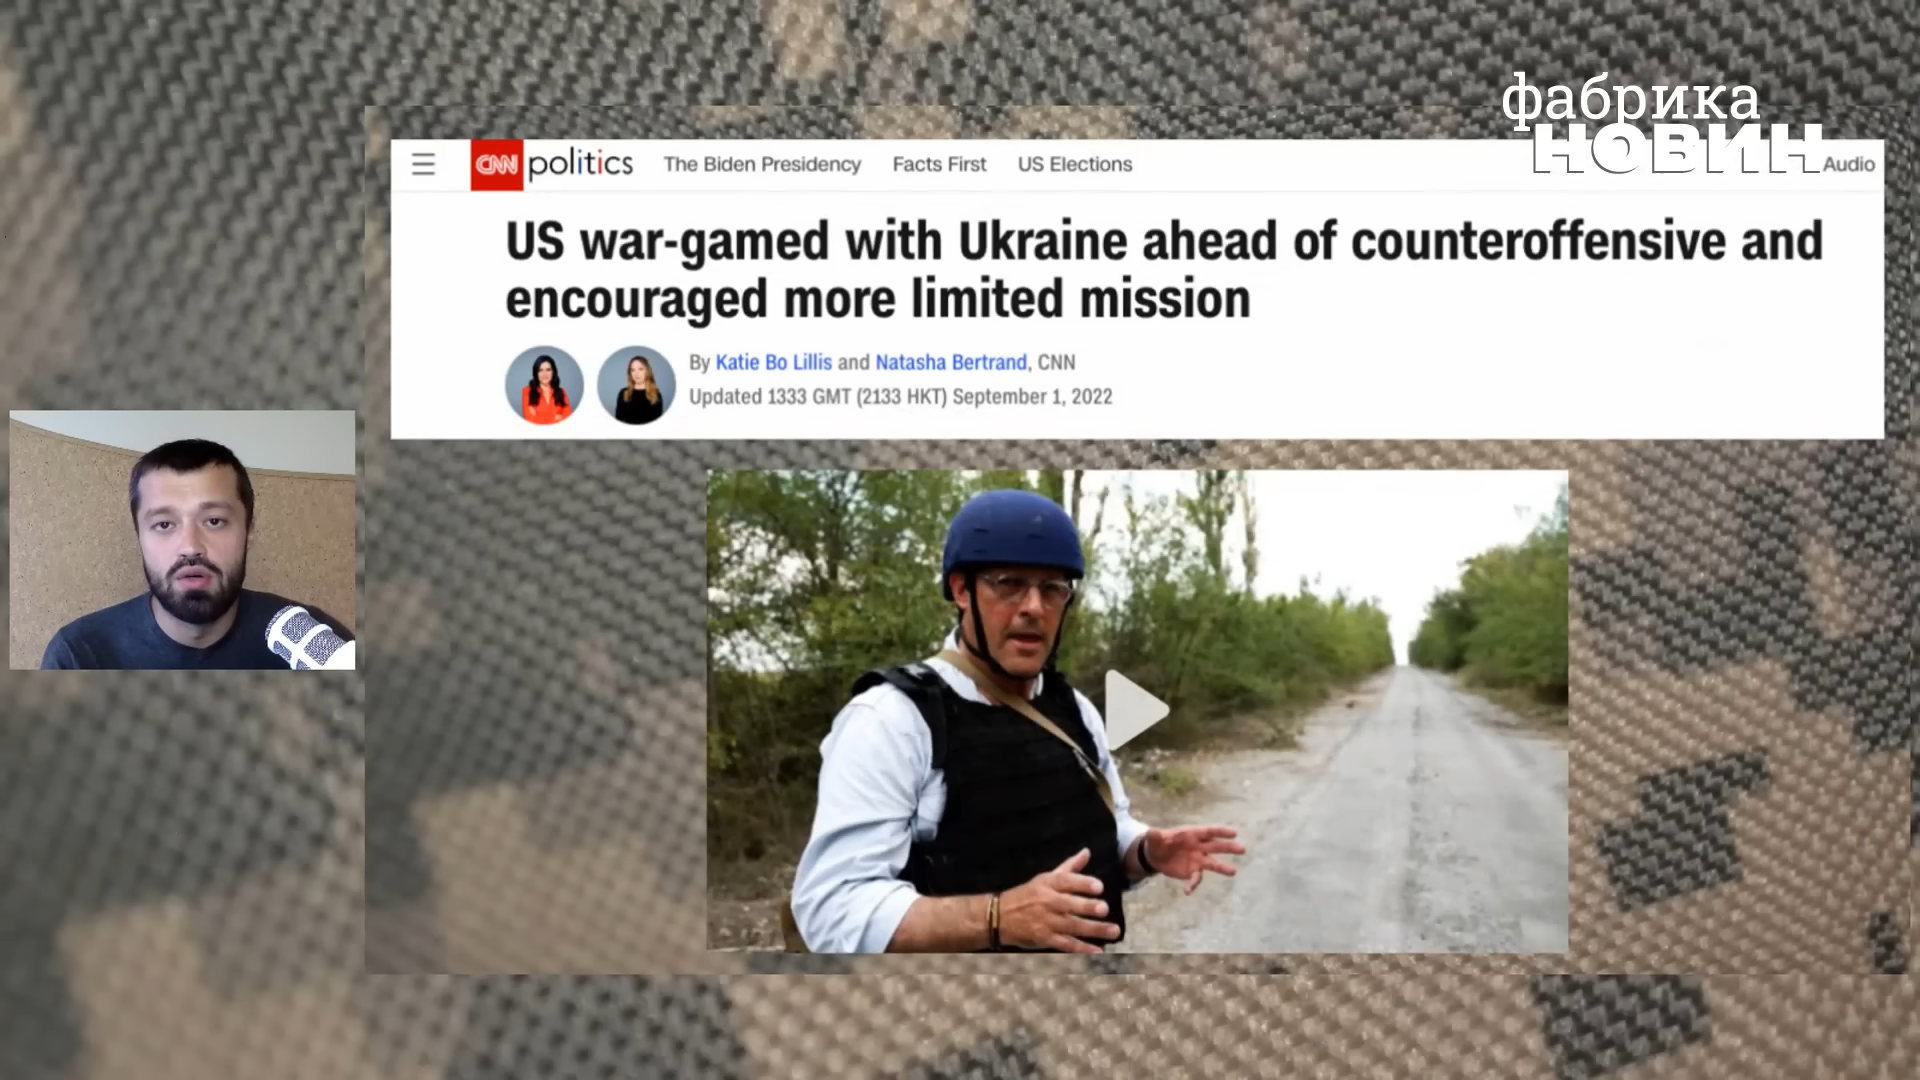 фабрика
НОВИН
CNN politics The Biden Presidency Facts First US Elections Audio
US war-gamed with Ukraine ahead of counteroffensive and
encouraged more limited mission
By Katie Bo Lillis and Natasha Bertrand, CNN
Updated 1333 GMT (2133 HKT) September 1, 2022